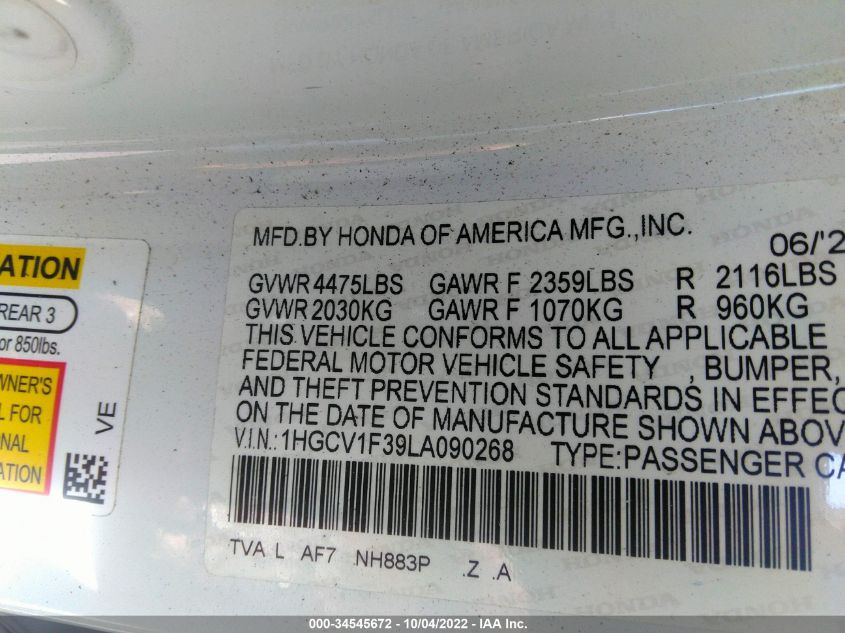 MFD.BY HONDA OF AMERICA MFG.,INC.
06/'2
GVWR 4475LBS GAWR F 2359LBS R 2116LBS
GVWR 2030KG GAWR F 1070KG R 960KG
THIS VEHICLE CONFORMS TO ALL APPLICABLE
FEDERAL MOTOR VEHICLE SAFETY , BUMPER,
AND THEFT PREVENTION STANDARDS IN EFFEC
ON THE DATE OF MANUFACTURE SHOWN ABOV
V.I.N.:1HGCV1F39LA090268 TYPE:PASSENGER CA
TVA L AF7 NH883P .Z .A
ATION
REAR 3
or 850lbs.
WNER'S
L FOR
NAL
ATION
VE
000-34545672 - 10/04/2022 - IAA Inc.